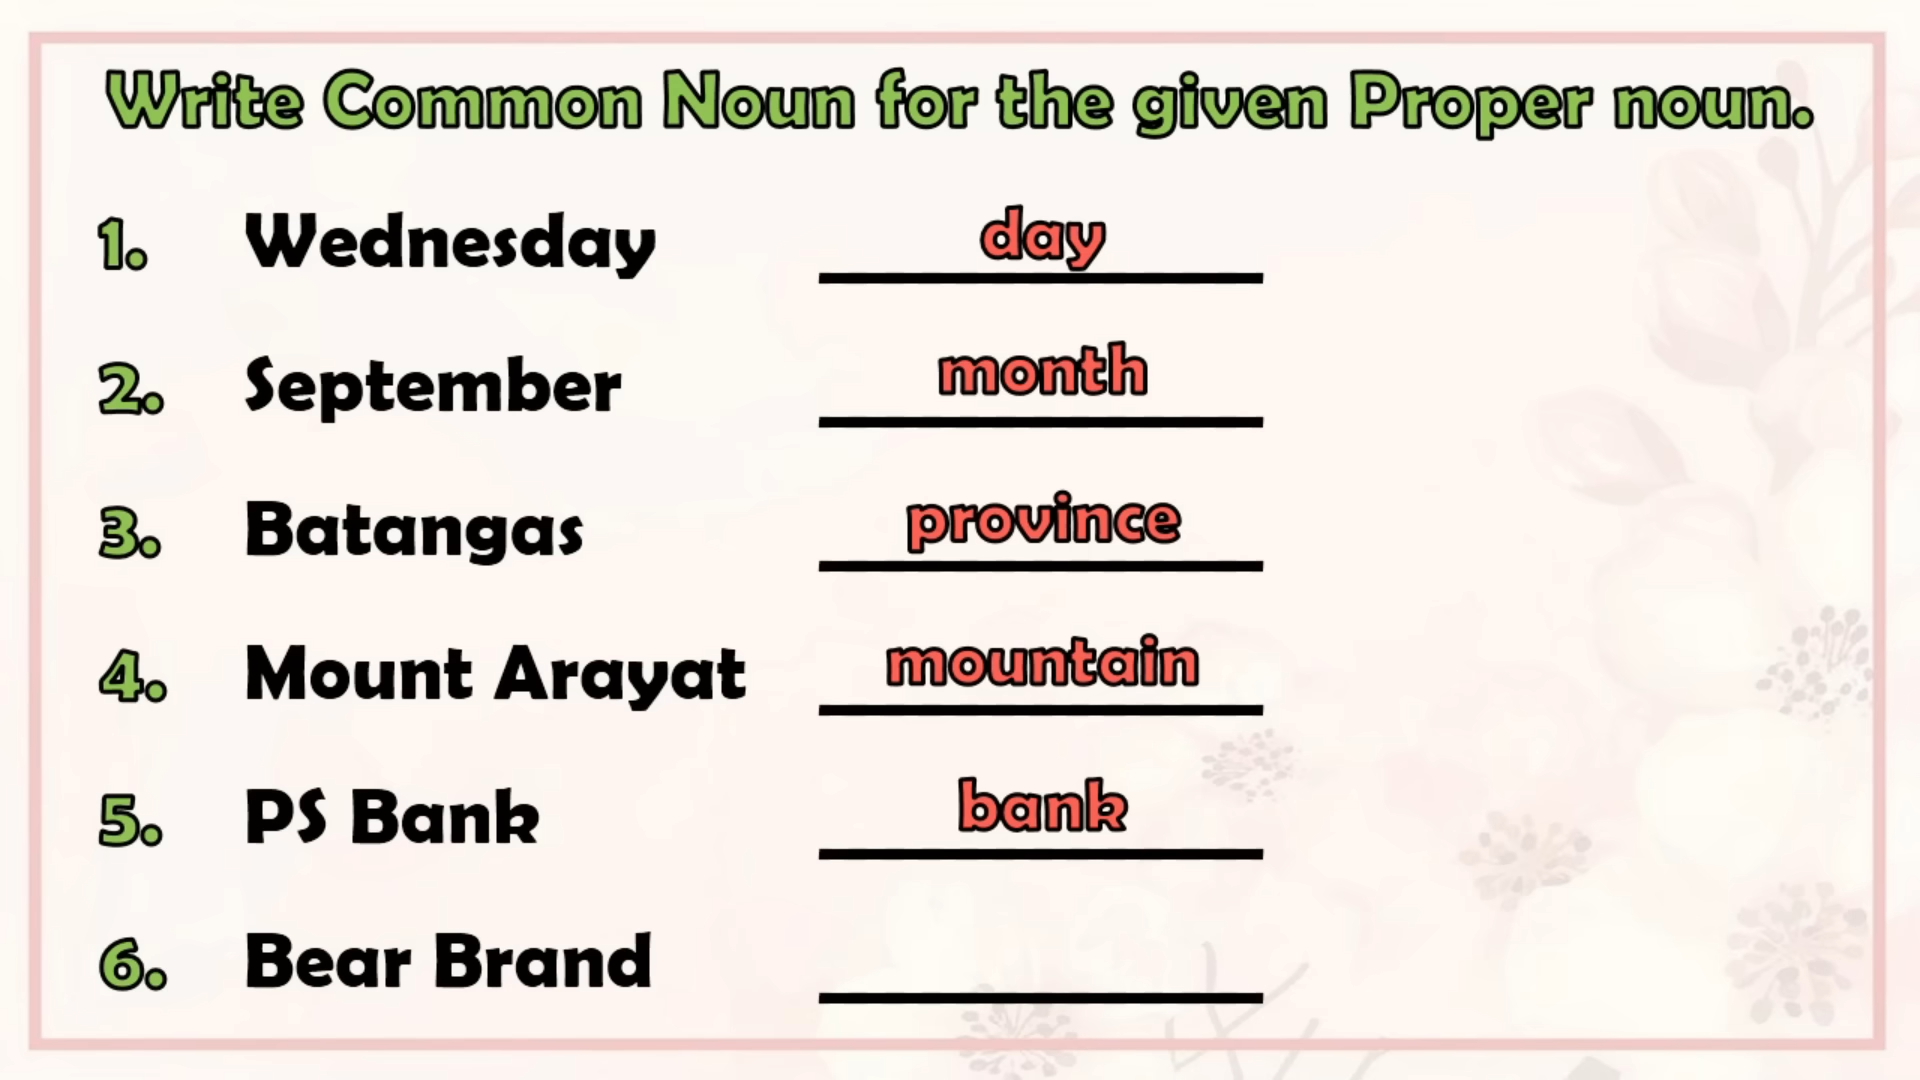 Write Common Noun for the given Proper noun.
1. Wednesday day
2. September month
3. Batangas province
4. Mount Arayat mountain
5. PS Bank bank
6. Bear Brand